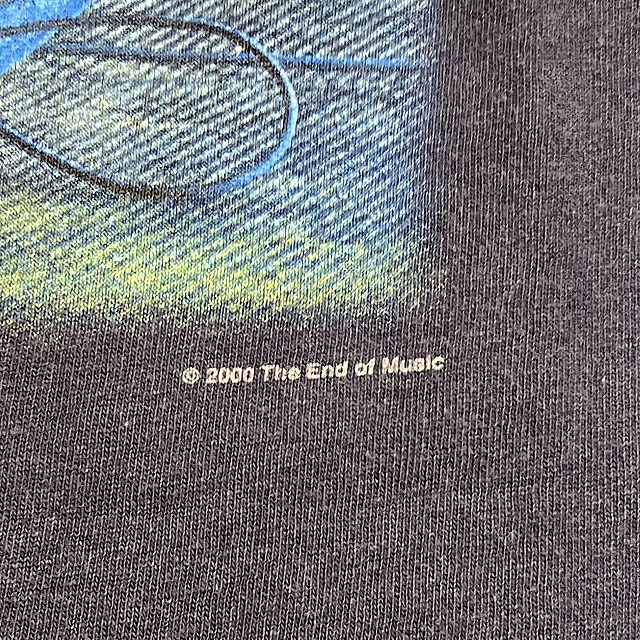 © 2000 The End of Music